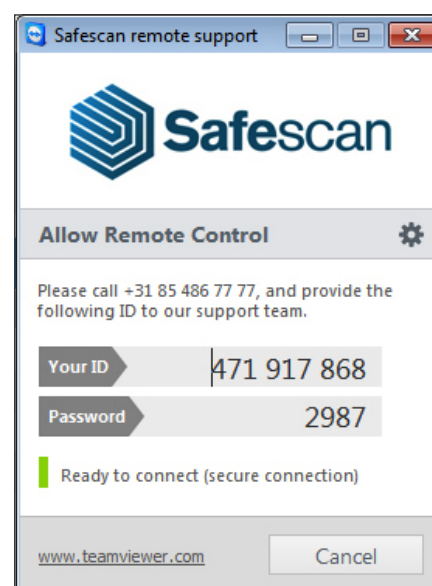 Safescan remote support
Safescan
Allow Remote Control
Please call +31 85 486 77 77, and provide the
following ID to our support team.
Your ID 471 917 868
Password 2987
Ready to connect (secure connection)
www.teamviewer.com Cancel